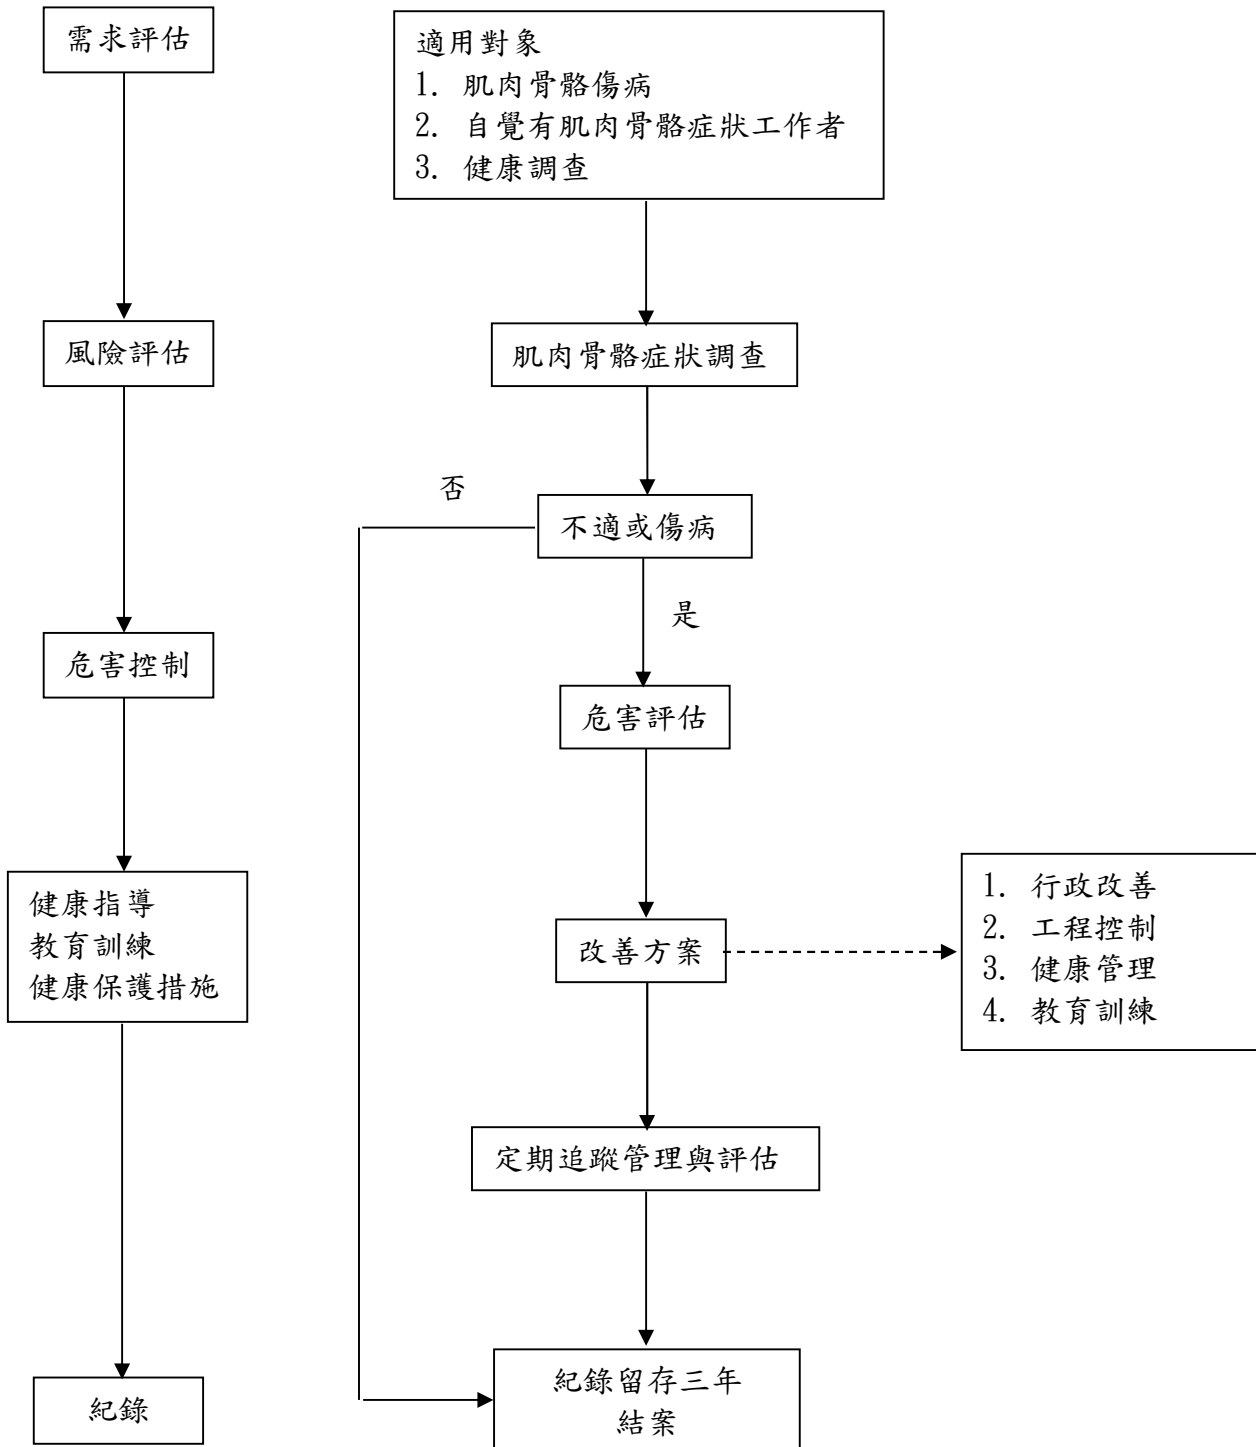 需求評估
風險評估
危害控制
健康指導
教育訓練
健康保護措施
紀錄
適用對象
1. 肌肉骨骼傷病
2. 自覺有肌肉骨骼症狀工作者
3. 健康調查
肌肉骨骼症狀調查
否
不適或傷病
是
危害評估
改善方案
1. 行政改善
2. 工程控制
3. 健康管理
4. 教育訓練
定期追蹤管理與評估
紀錄留存三年
結案